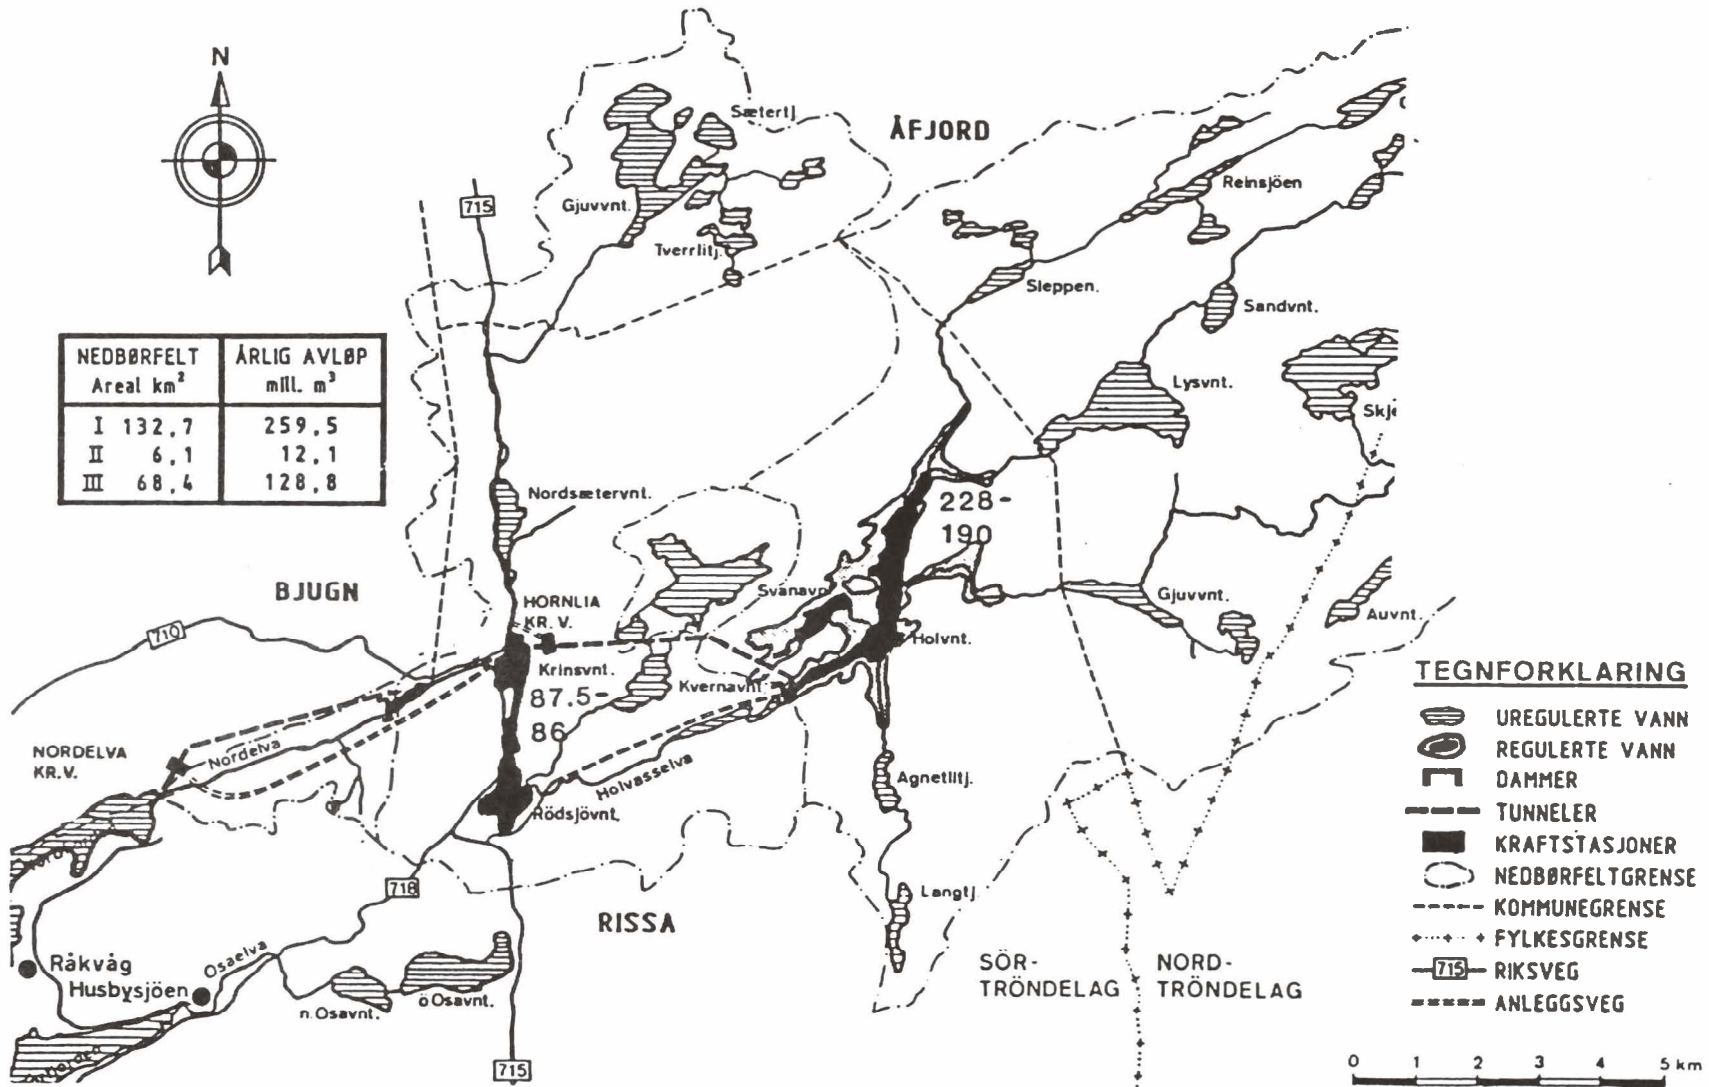 N
715
Sætertj.
ÅFJORD
Gjuvvnt.
Tverrlitj.
Reinsjöen
Sleppen.
Sandvnt.
NEDBØRFELT ÅRLIG AVLØP
Areal km² mill. m³
I 132,7 259,5
II 6,1 12,1
III 68,4 128,8
Lysvnt.
Nordsætervnt.
228-
190
BJUGN
HORNLIA
KR. V.
Gjuvvnt.
Auvnt.
710
Holvnt.
Krinsvnt.
Kvernavnt.
87.5-
86
NORDELVA
KR.V.
Nordelva
Holvasselva
Agnetlitj.
Rödsjövnt.
718
Langtj.
RISSA
Råkvåg
Husbysjöen
Osaelva
n.Osavnt.
ö.Osavnt.
SÖR-
TRÖNDELAG
NORD-
TRÖNDELAG
715
TEGNFORKLARING
UREGULERTE VANN
REGULERTE VANN
DAMMER
TUNNELER
KRAFTSTASJONER
NEDBØRFELTGRENSE
KOMMUNEGRENSE
FYLKESGRENSE
715 RIKSVEG
ANLEGGSVEG
0 1 2 3 4 5 km